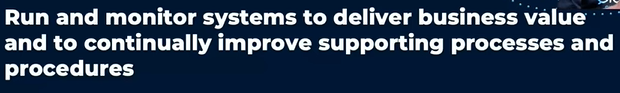 Run and monitor systems to deliver business value
and to continually improve supporting processes and
procedures